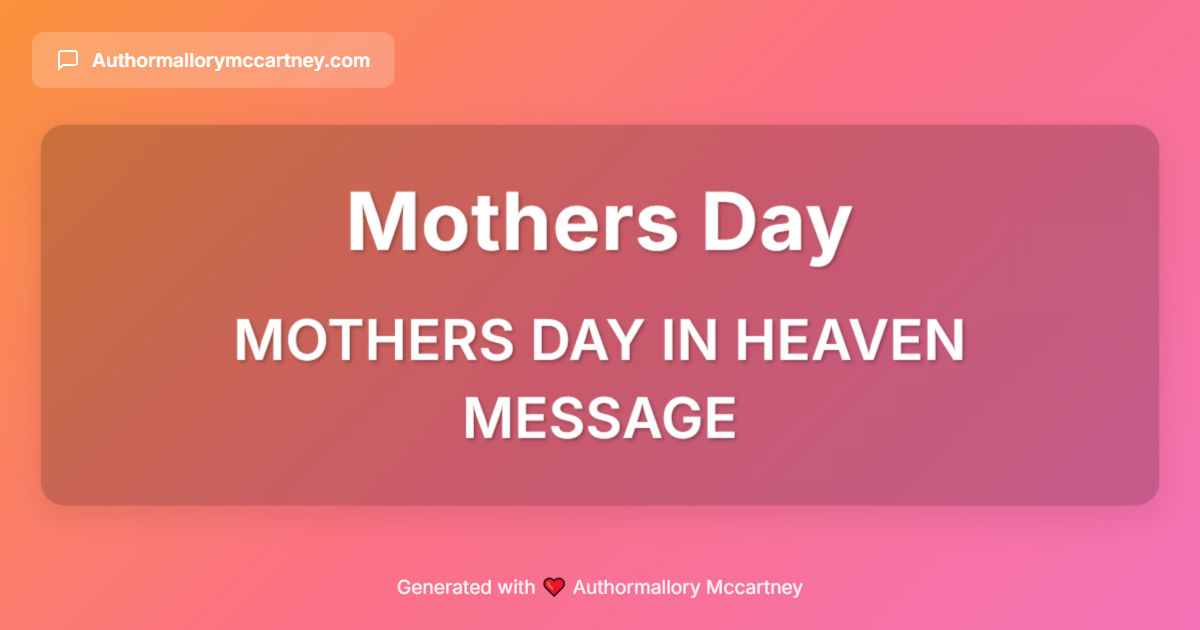 Authormallorymccartney.com
Mothers Day
MOTHERS DAY IN HEAVEN
MESSAGE
Generated with ❤️ Authormallory Mccartney